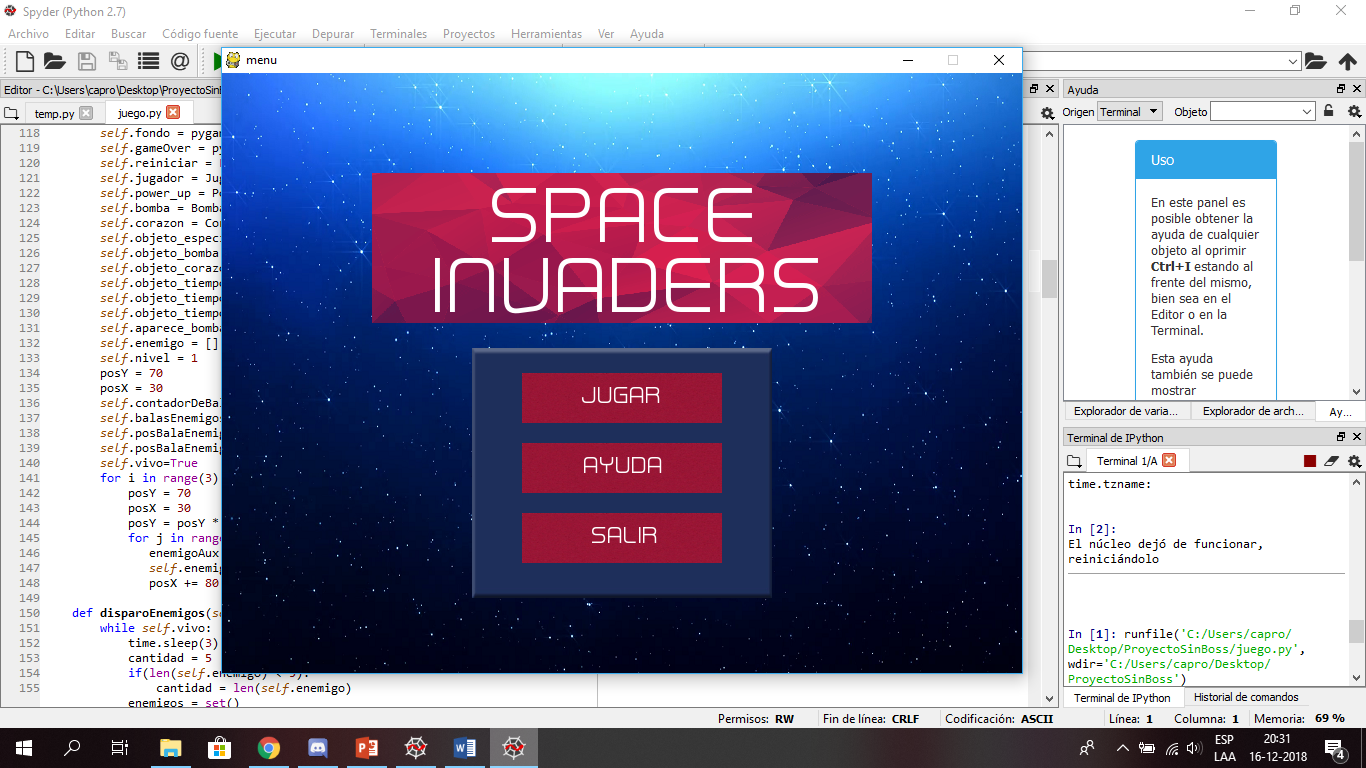 Spyder (Python 2.7)
Archivo Editar Buscar Código fuente Ejecutar Depurar Terminales Proyectos Herramientas Ver Ayuda
menu
Editor - C:\Users\capro\Desktop\ProyectoSin
temp.py juego.py
118 self.fondo = pygam
119 self.gameOver = py
120 self.reiniciar =
121 self.jugador = Jug
122 self.power_up = Po
123 self.bomba = Bomba
124 self.corazon = Cor
125 self.objeto_espec
126 self.objeto_bomba
127 self.objeto_corazo
128 self.objeto_tiempo
129 self.objeto_tiempo
130 self.objeto_tiempo
131 self.aparece_bomba
132 self.enemigo = []
133 self.nivel = 1
134 posY = 70
135 posX = 30
136 self.contadorDeBal
137 self.balasEnemigos
138 self.posBalaEnemig
139 self.posBalaEnemig
140 self.vivo=True
141 for i in range(3)
142 posY = 70
143 posX = 30
144 posY = posY *
145 for j in range
146 enemigoAux
147 self.enemi
148 posX += 80
149
150 def disparoEnemigos(se
151 while self.vivo:
152 time.sleep(3)
153 cantidad = 5
154 if(len(self.enemigo) < 5):
155 cantidad = len(self.enemigo)
enemigos = set()
SPACE
INVADERS
JUGAR
AYUDA
SALIR
Ayuda
Origen Terminal Objeto
Uso
En este panel es
posible obtener la
ayuda de cualquier
objeto al oprimir
Ctrl+I estando al
frente del mismo,
bien sea en el
Editor o en la
Terminal.
Esta ayuda
también se puede
mostrar
Explorador de varia... Explorador de arch... Ay...
Terminal de IPython
Terminal 1/A
time.tzname:
In [2]:
El núcleo dejó de funcionar,
reiniciándolo
In [1]: runfile('C:/Users/capro/
Desktop/ProyectoSinBoss/juego.py',
wdir='C:/Users/capro/Desktop/
ProyectoSinBoss')
Terminal de IPython Historial de comandos
Permisos: RW Fin de línea: CRLF Codificación: ASCII Línea: 1 Columna: 1 Memoria: 69 %
ESP
LAA
20:31
16-12-2018
4